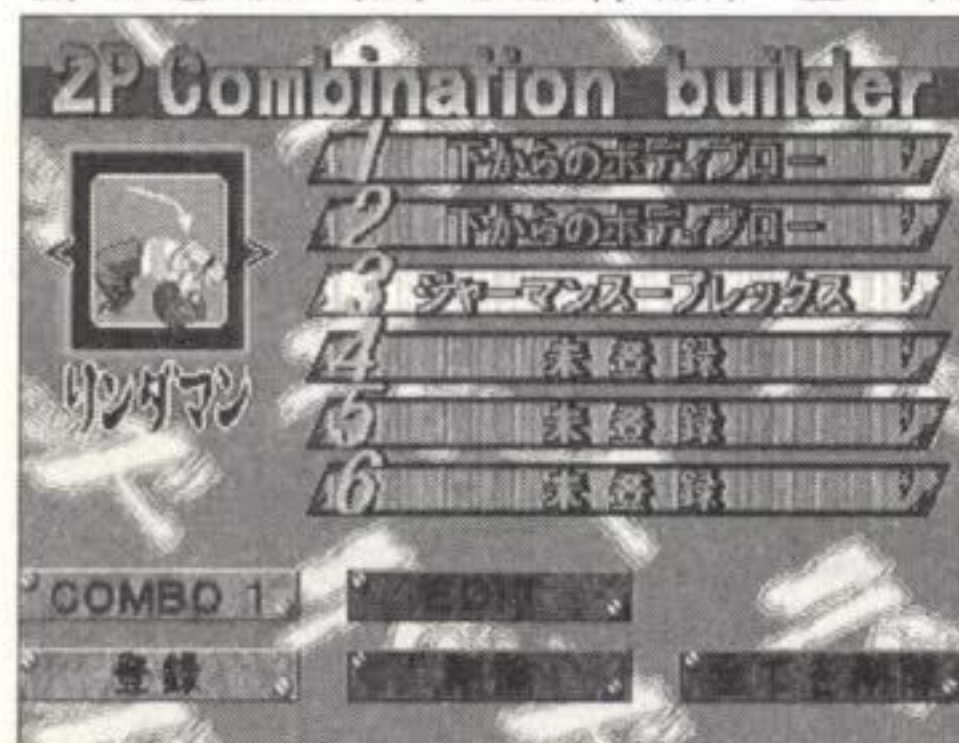 2P Combination builder
1 下からのボディブロー
2 下からのボディブロー
3 ジャーマンスープレックス
4 未登録
5 未登録
6 未登録
リンダマン
COMBO 1
EDIT
登録